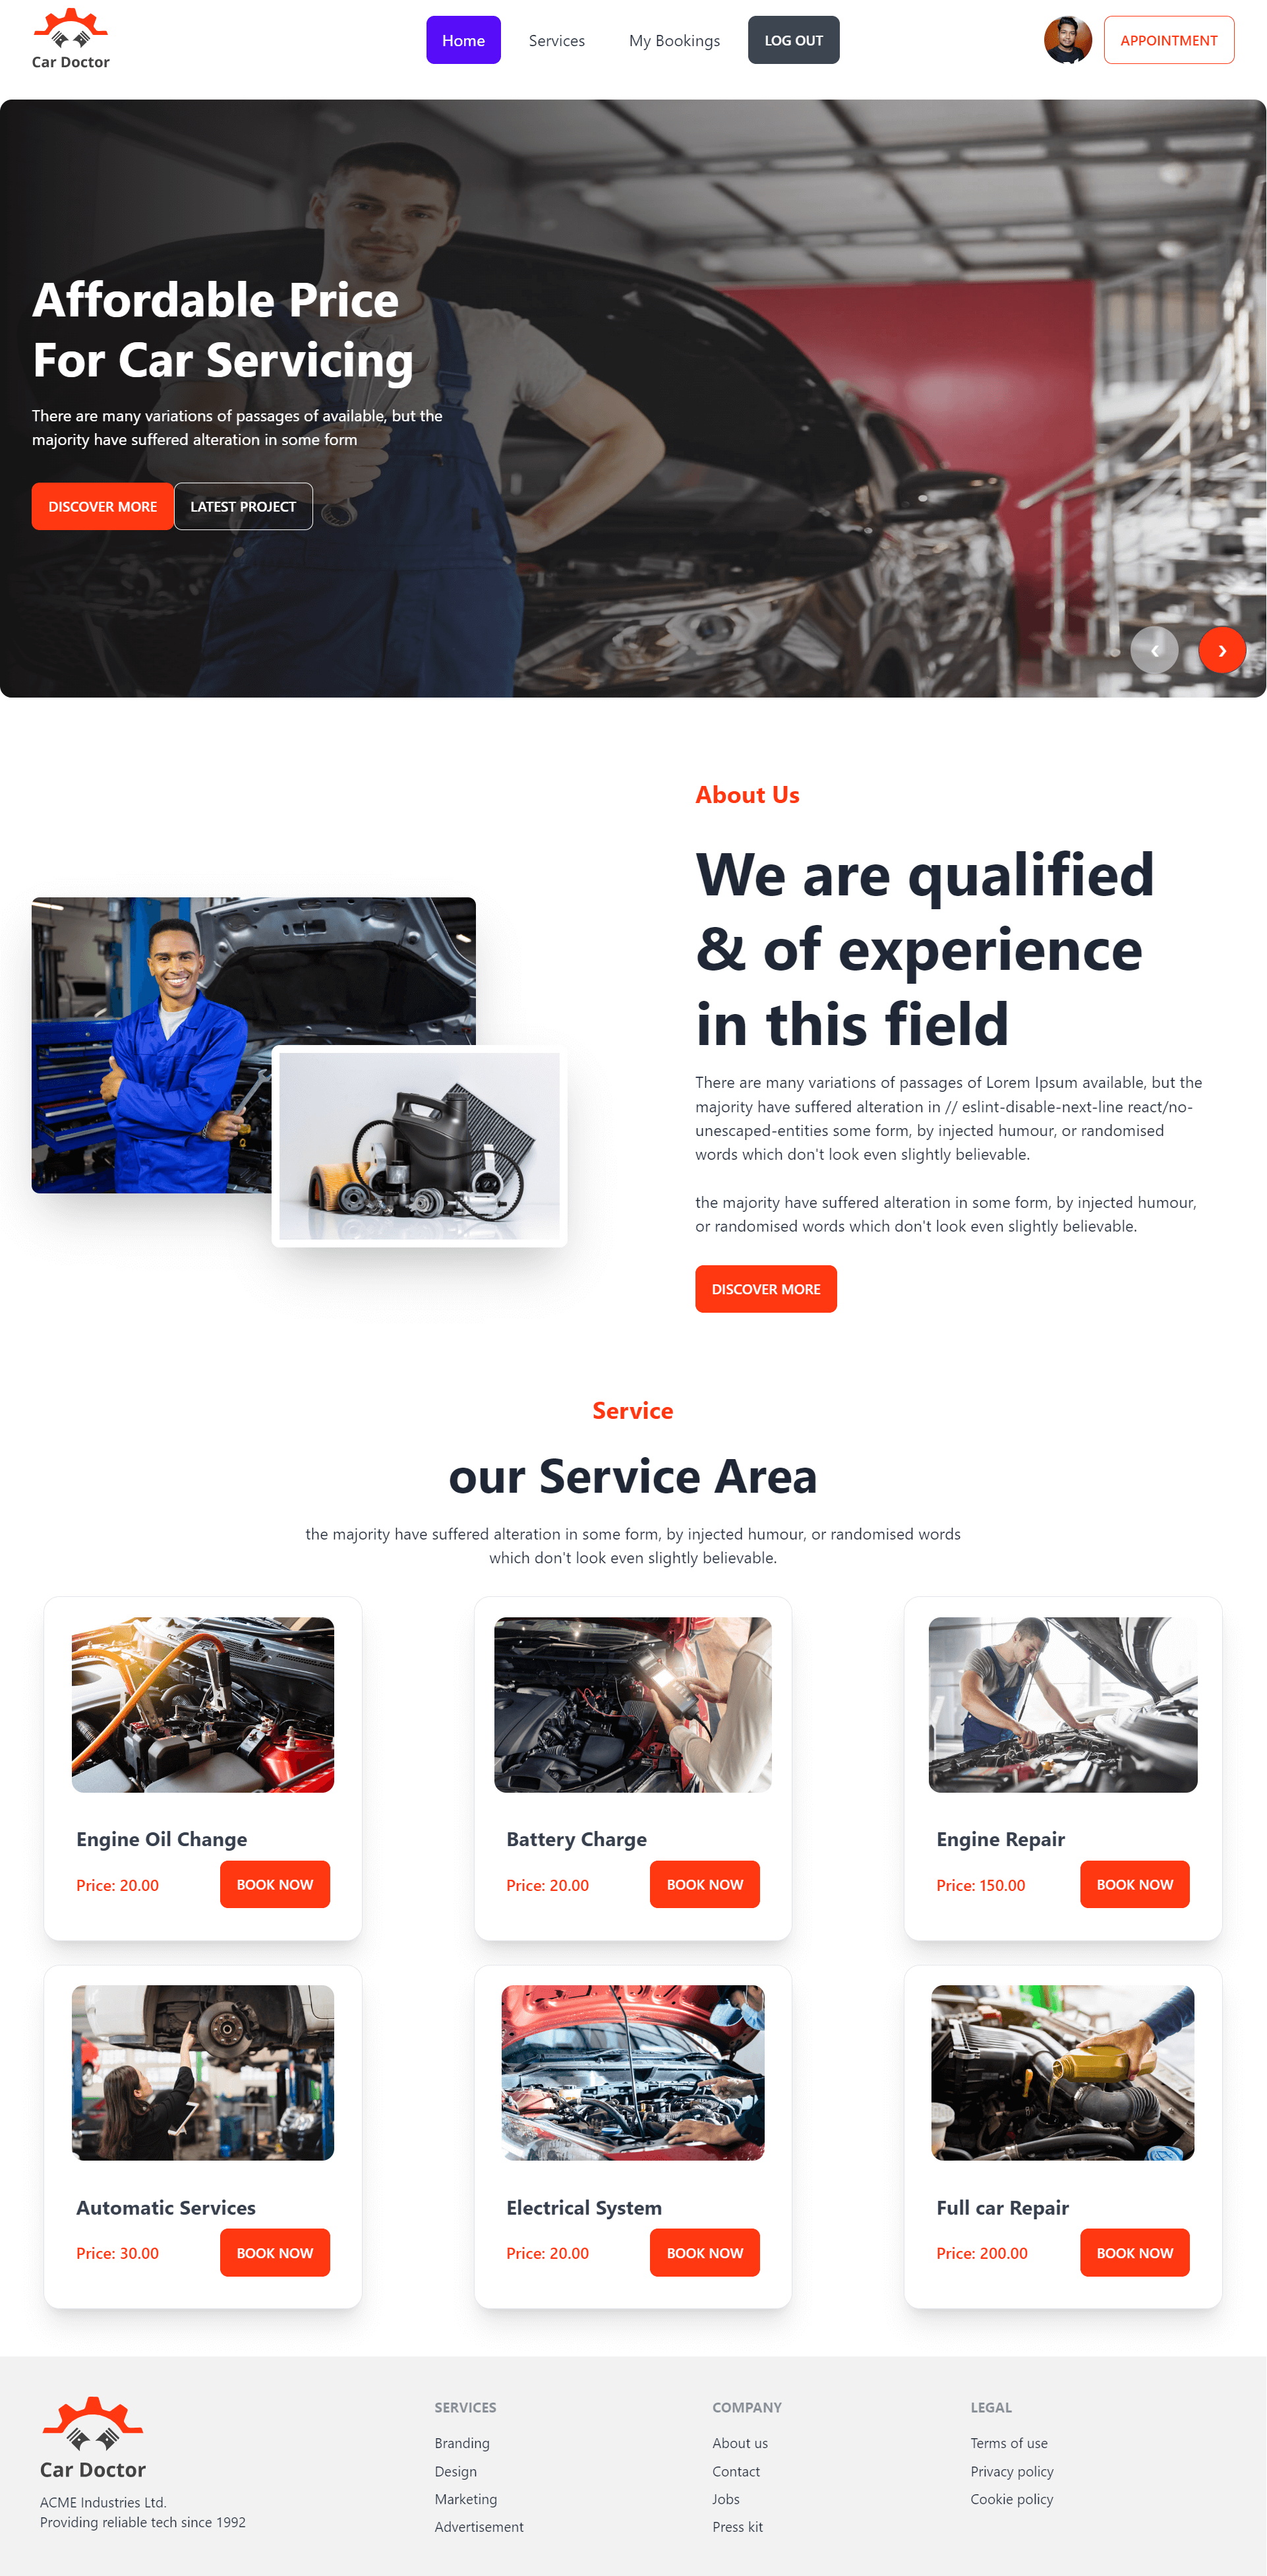 Car Doctor
Home
Services
My Bookings
LOG OUT
APPOINTMENT
Affordable Price
For Car Servicing
There are many variations of passages of available, but the
majority have suffered alteration in some form
DISCOVER MORE
LATEST PROJECT
‹
›
About Us
We are qualified
& of experience
in this field
There are many variations of passages of Lorem Ipsum available, but the
majority have suffered alteration in // eslint-disable-next-line react/no-
unescaped-entities some form, by injected humour, or randomised
words which don't look even slightly believable.
the majority have suffered alteration in some form, by injected humour,
or randomised words which don't look even slightly believable.
DISCOVER MORE
Service
our Service Area
the majority have suffered alteration in some form, by injected humour, or randomised words
which don't look even slightly believable.
Engine Oil Change
Price: 20.00
BOOK NOW
Battery Charge
Price: 20.00
BOOK NOW
Engine Repair
Price: 150.00
BOOK NOW
Automatic Services
Price: 30.00
BOOK NOW
Electrical System
Price: 20.00
BOOK NOW
Full car Repair
Price: 200.00
BOOK NOW
Car Doctor
ACME Industries Ltd.
Providing reliable tech since 1992
SERVICES
Branding
Design
Marketing
Advertisement
COMPANY
About us
Contact
Jobs
Press kit
LEGAL
Terms of use
Privacy policy
Cookie policy